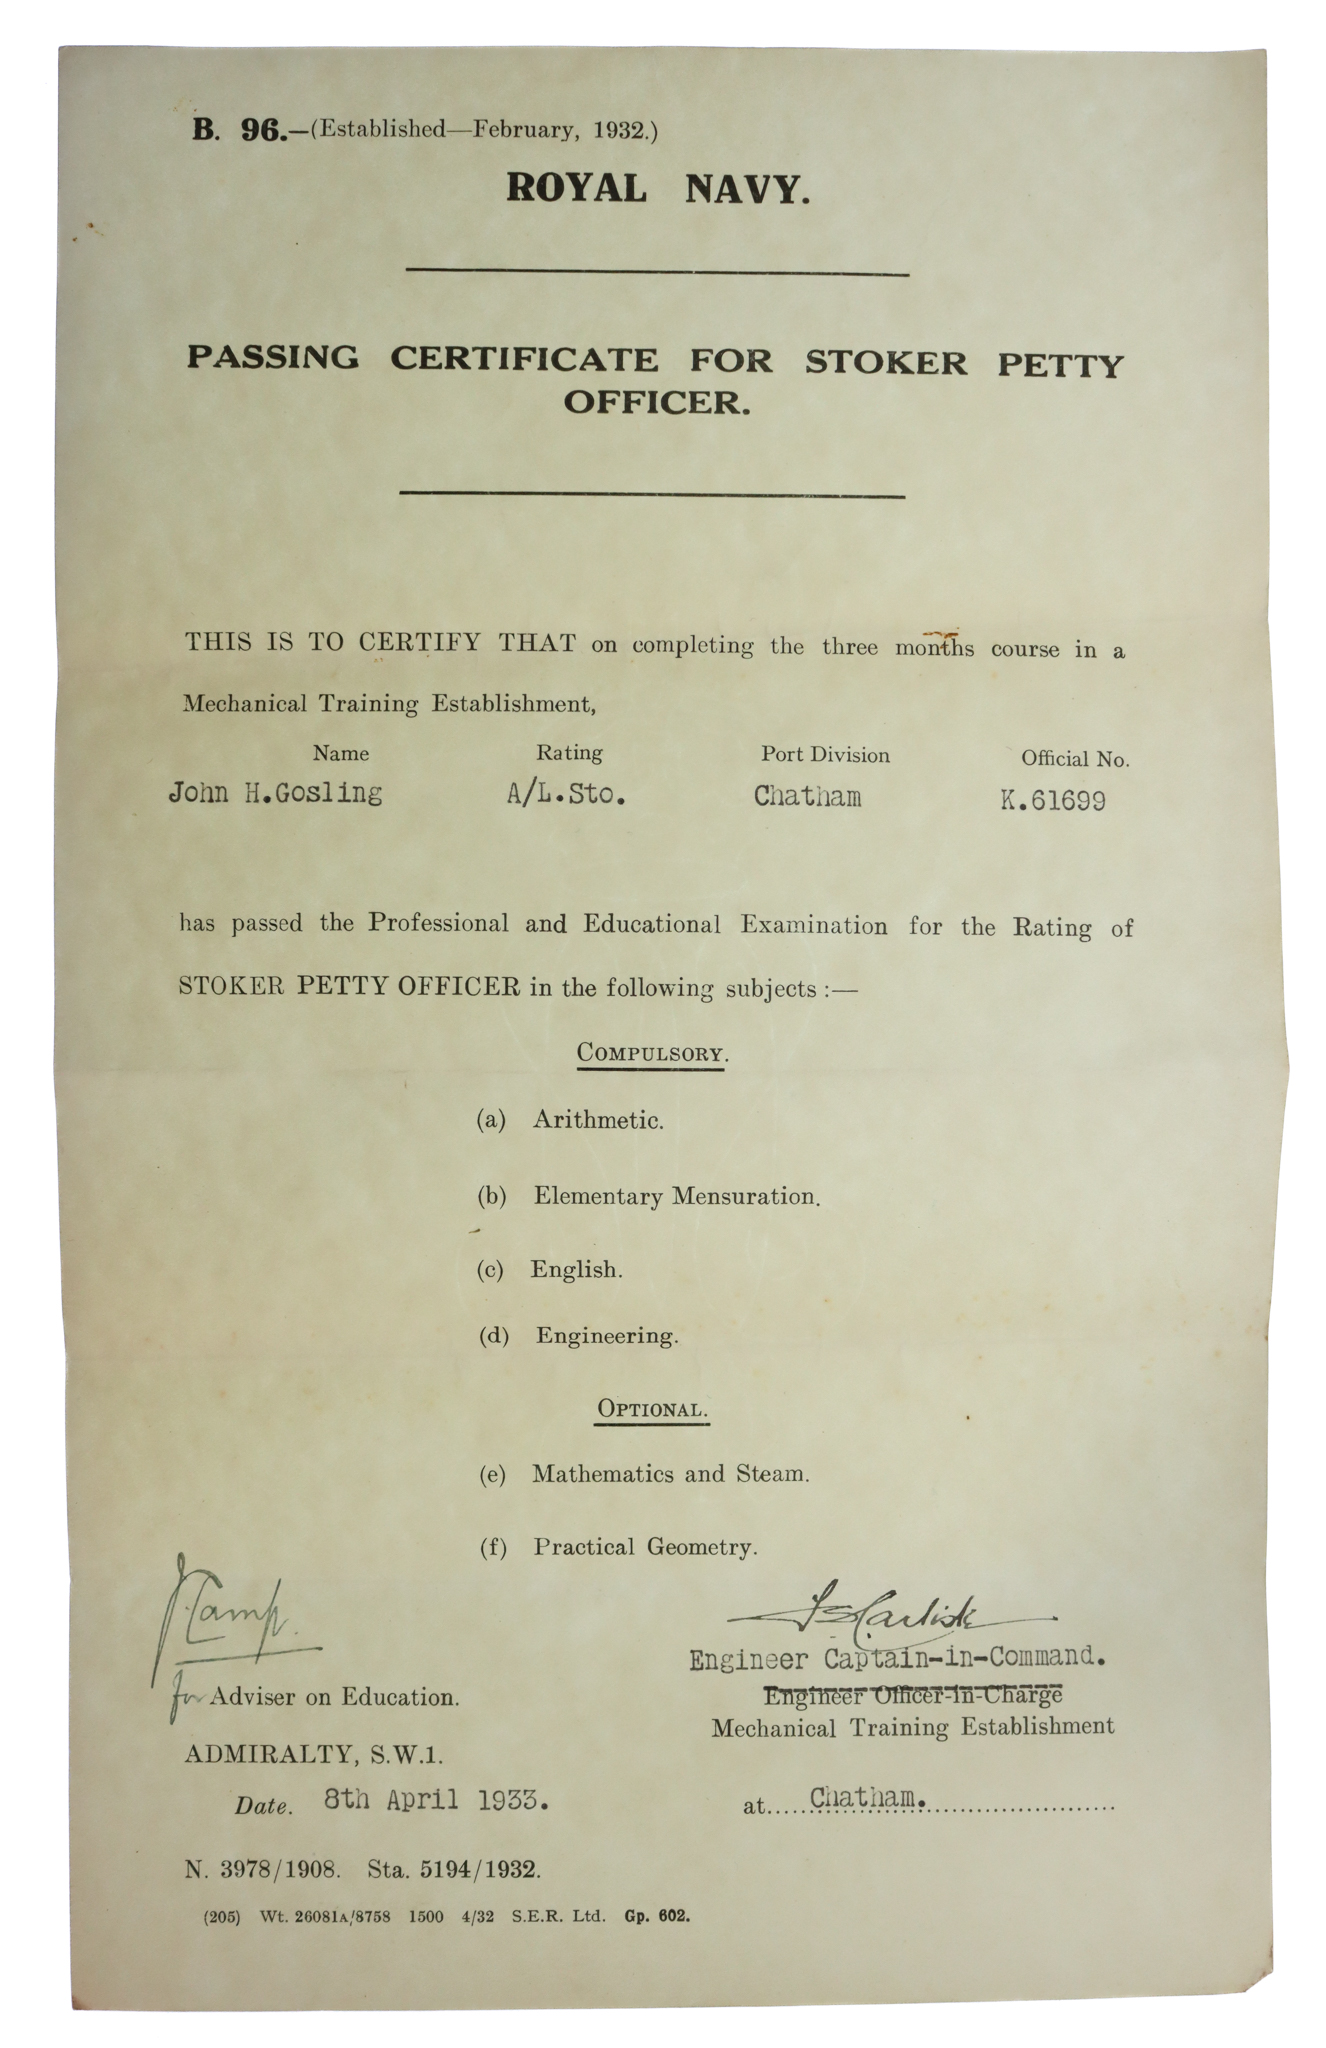 B. 96.—(Established—February, 1932.)
ROYAL NAVY.
PASSING CERTIFICATE FOR STOKER PETTY
OFFICER.
THIS IS TO CERTIFY THAT on completing the three months course in a
Mechanical Training Establishment,
Name Rating Port Division Official No.
John H.Gosling A/L.Sto. Chatham K.61699
has passed the Professional and Educational Examination for the Rating of
STOKER PETTY OFFICER in the following subjects :—
COMPULSORY.
(a) Arithmetic.
(b) Elementary Mensuration.
(c) English.
(d) Engineering.
OPTIONAL.
(e) Mathematics and Steam.
(f) Practical Geometry.
J. Camp.
for Adviser on Education.
ADMIRALTY, S.W.1.
Date. 8th April 1933.
Carlisle
Engineer Captain-in-Command.
Engineer Officer-in-Charge
Mechanical Training Establishment
at Chatham.
N. 3978/1908. Sta. 5194/1932.
(205) Wt. 26081A/8758 1500 4/32 S.E.R. Ltd. Gp. 602.